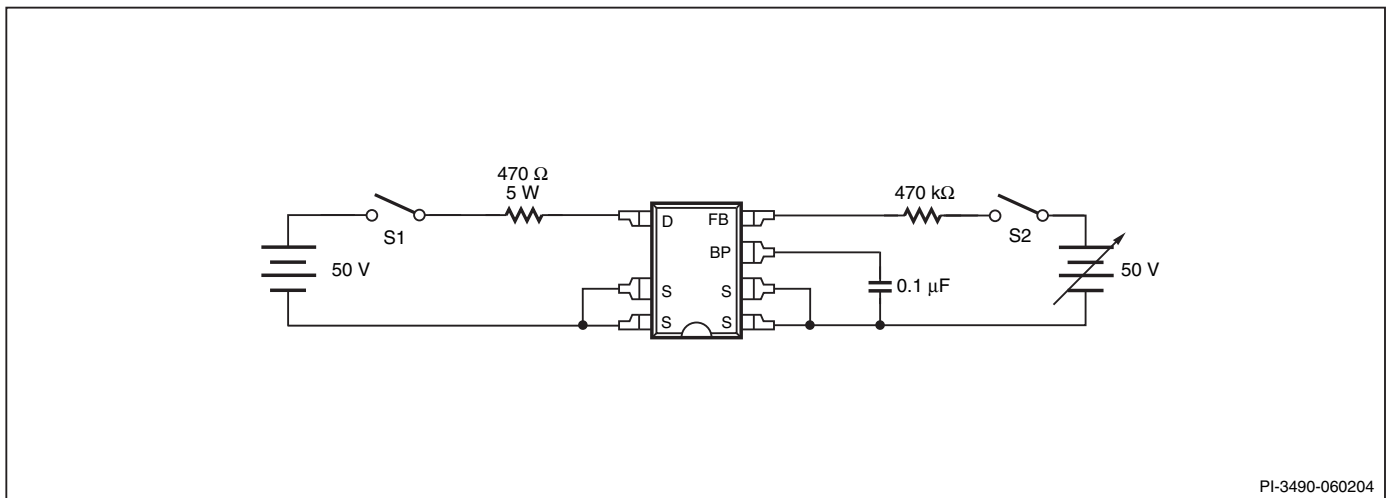 470 Ω
5 W
S1
50 V
D
FB
BP
S
S
S
S
0.1 μF
470 kΩ
S2
50 V
PI-3490-060204